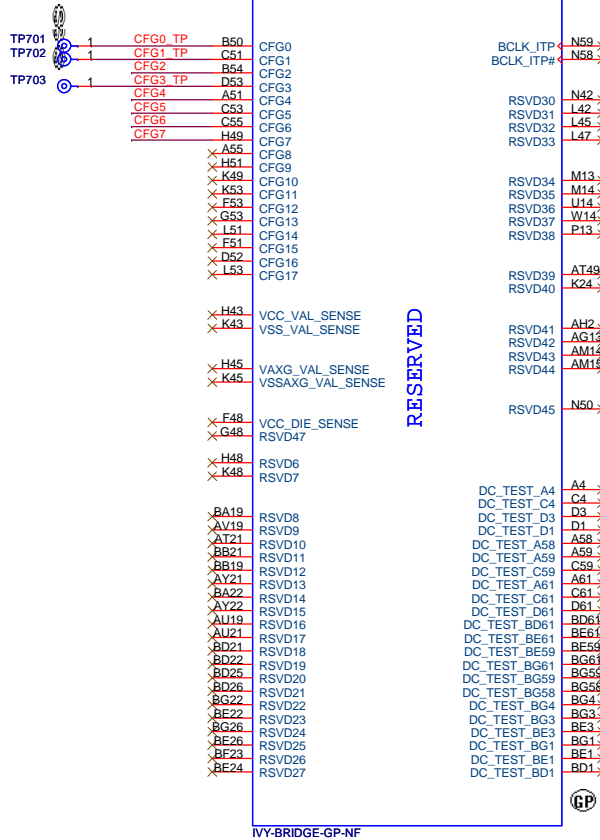 TP701 1 CFG0_TP B50 CFG0 BCLK_ITP N59
TP702 CFG1_TP C51 CFG1 BCLK_ITP# N58
CFG2 B54 CFG2
TP703 1 CFG3_TP D53 CFG3
CFG4 A51 CFG4 RSVD30 N42
CFG5 C53 CFG5 RSVD31 L42
CFG6 C55 CFG6 RSVD32 L45
CFG7 H49 CFG7 RSVD33 L47
A55 CFG8
H51 CFG9
K49 CFG10 RSVD34 M13
K53 CFG11 RSVD35 M14
F53 CFG12 RSVD36 U14
G53 CFG13 RSVD37 W14
L51 CFG14 RSVD38 P13
F51 CFG15
D52 CFG16
L53 CFG17 RSVD39 AT49
RSVD40 K24
H43 VCC_VAL_SENSE
K43 VSS_VAL_SENSE RSVD41 AH2
RSVD42 AG13
RSVD43 AM14
H45 VAXG_VAL_SENSE RSVD44 AM15
K45 VSSAXG_VAL_SENSE
RESERVED
RSVD45 N50
F48 VCC_DIE_SENSE
G48 RSVD47
H48 RSVD6
K48 RSVD7
DC_TEST_A4 A4
DC_TEST_C4 C4
BA19 RSVD8 DC_TEST_D3 D3
AV19 RSVD9 DC_TEST_D1 D1
AT21 RSVD10 DC_TEST_A58 A58
BB21 RSVD11 DC_TEST_A59 A59
BB19 RSVD12 DC_TEST_C59 C59
AY21 RSVD13 DC_TEST_A61 A61
BA22 RSVD14 DC_TEST_C61 C61
AY22 RSVD15 DC_TEST_D61 D61
AU19 RSVD16 DC_TEST_BD61 BD61
AU21 RSVD17 DC_TEST_BE61 BE61
BD21 RSVD18 DC_TEST_BE59 BE59
BD22 RSVD19 DC_TEST_BG61 BG61
BD25 RSVD20 DC_TEST_BG59 BG59
BD26 RSVD21 DC_TEST_BG58 BG58
BG22 RSVD22 DC_TEST_BG4 BG4
BE22 RSVD23 DC_TEST_BG3 BG3
BG26 RSVD24 DC_TEST_BE3 BE3
BE26 RSVD25 DC_TEST_BG1 BG1
BF23 RSVD26 DC_TEST_BE1 BE1
BE24 RSVD27 DC_TEST_BD1 BD1
GP
IVY-BRIDGE-GP-NF